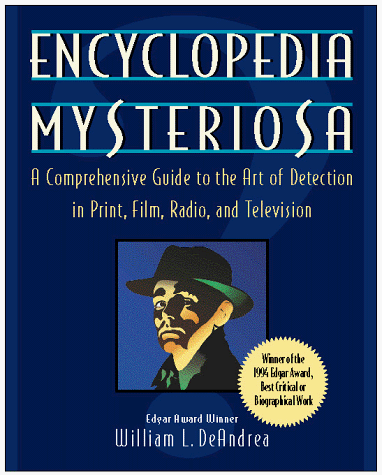 ENCYCLOPEDIA
MYSTERIOSA
A Comprehensive Guide to the Art of Detection
in Print, Film, Radio, and Television
Winner of the
1994 Edgar Award,
Best Critical or
Biographical Work
Edgar Award Winner
William L. DeAndrea